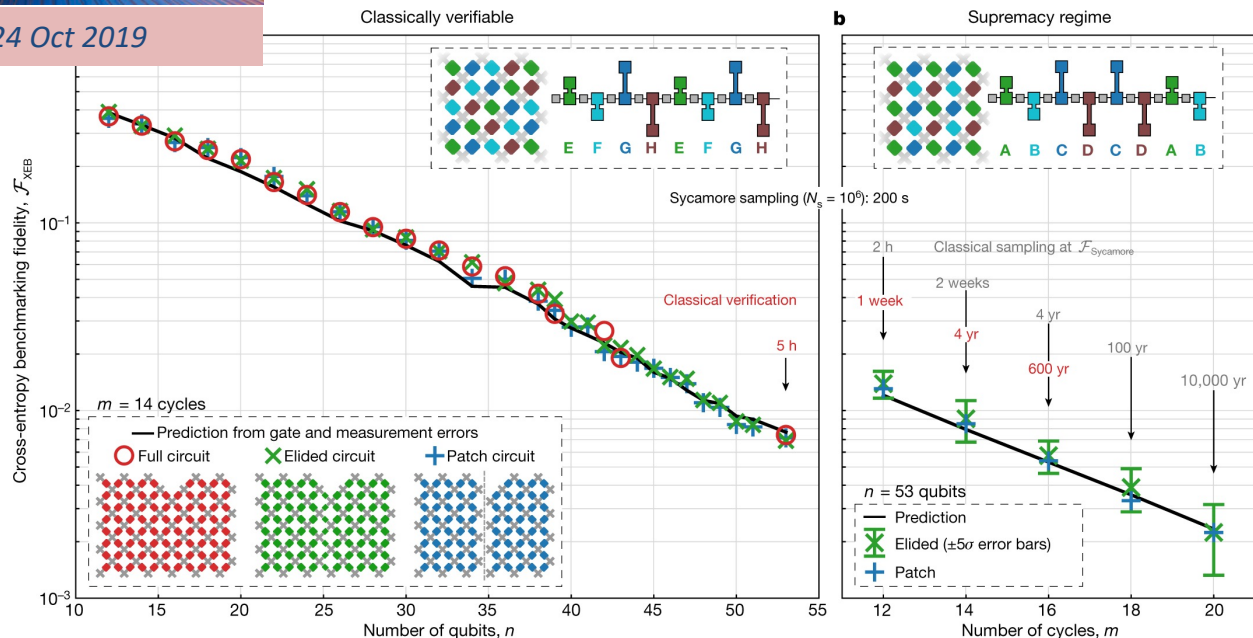 24 Oct 2019
Classically verifiable
b
Supremacy regime
E F G H E F G H
A B C D C D A B
Sycamore sampling (Nₛ = 10⁶): 200 s
Cross-entropy benchmarking fidelity, ℱ_XEB
10⁻¹
10⁻²
10⁻³
Classical verification
5 h
m = 14 cycles
Prediction from gate and measurement errors
Full circuit
Elided circuit
Patch circuit
10 15 20 25 30 35 40 45 50 55
Number of qubits, n
2 h
Classical sampling at ℱ_Sycamore
1 week
2 weeks
4 yr
4 yr
600 yr
100 yr
10,000 yr
n = 53 qubits
Prediction
Elided (±5σ error bars)
Patch
12 14 16 18 20
Number of cycles, m